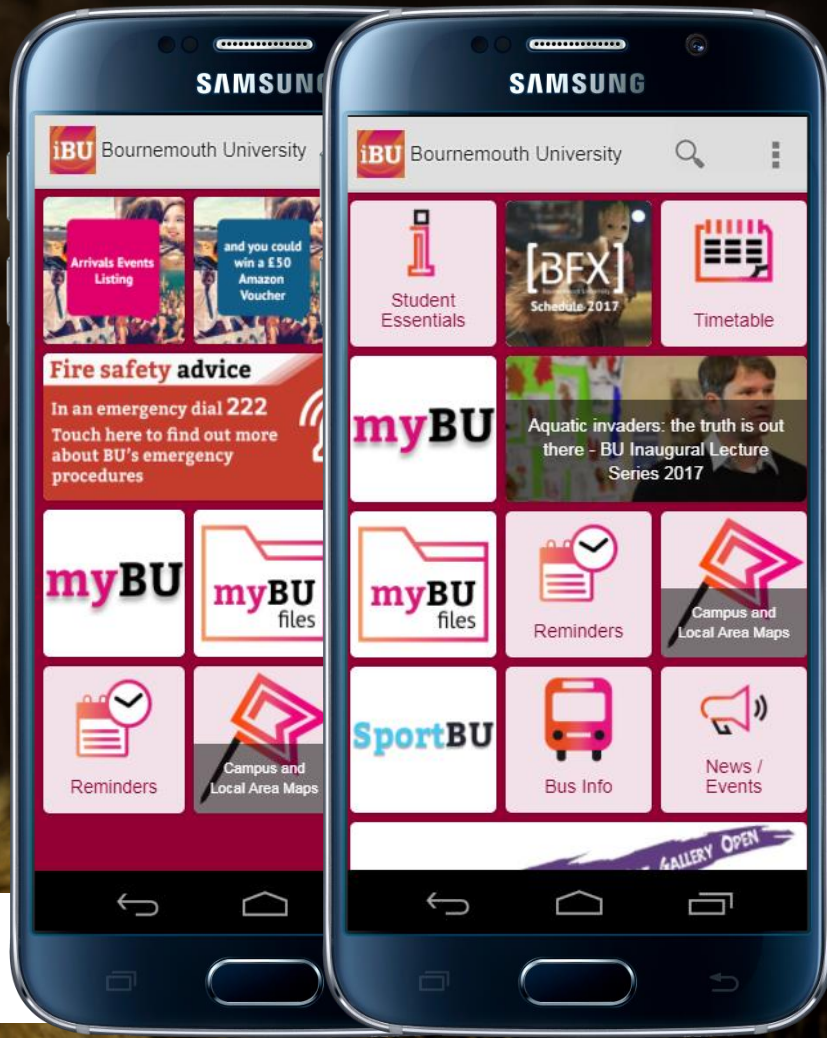 SAMSUN
iBU Bournemouth University
Arrivals Events
Listing
and you could
win a £50
Amazon
Voucher
Fire safety advice
In an emergency dial 222
Touch here to find out more
about BU's emergency
procedures
myBU
myBU
files
Reminders
Campus and
Local Area Maps
SAMSUNG
iBU Bournemouth University
Student
Essentials
[BFX]
Schedule 2017
Timetable
myBU
Aquatic invaders: the truth is out
there - BU Inaugural Lecture
Series 2017
myBU
files
Reminders
Campus and
Local Area Maps
SportBU
Bus Info
News /
Events
GALLERY OPEN